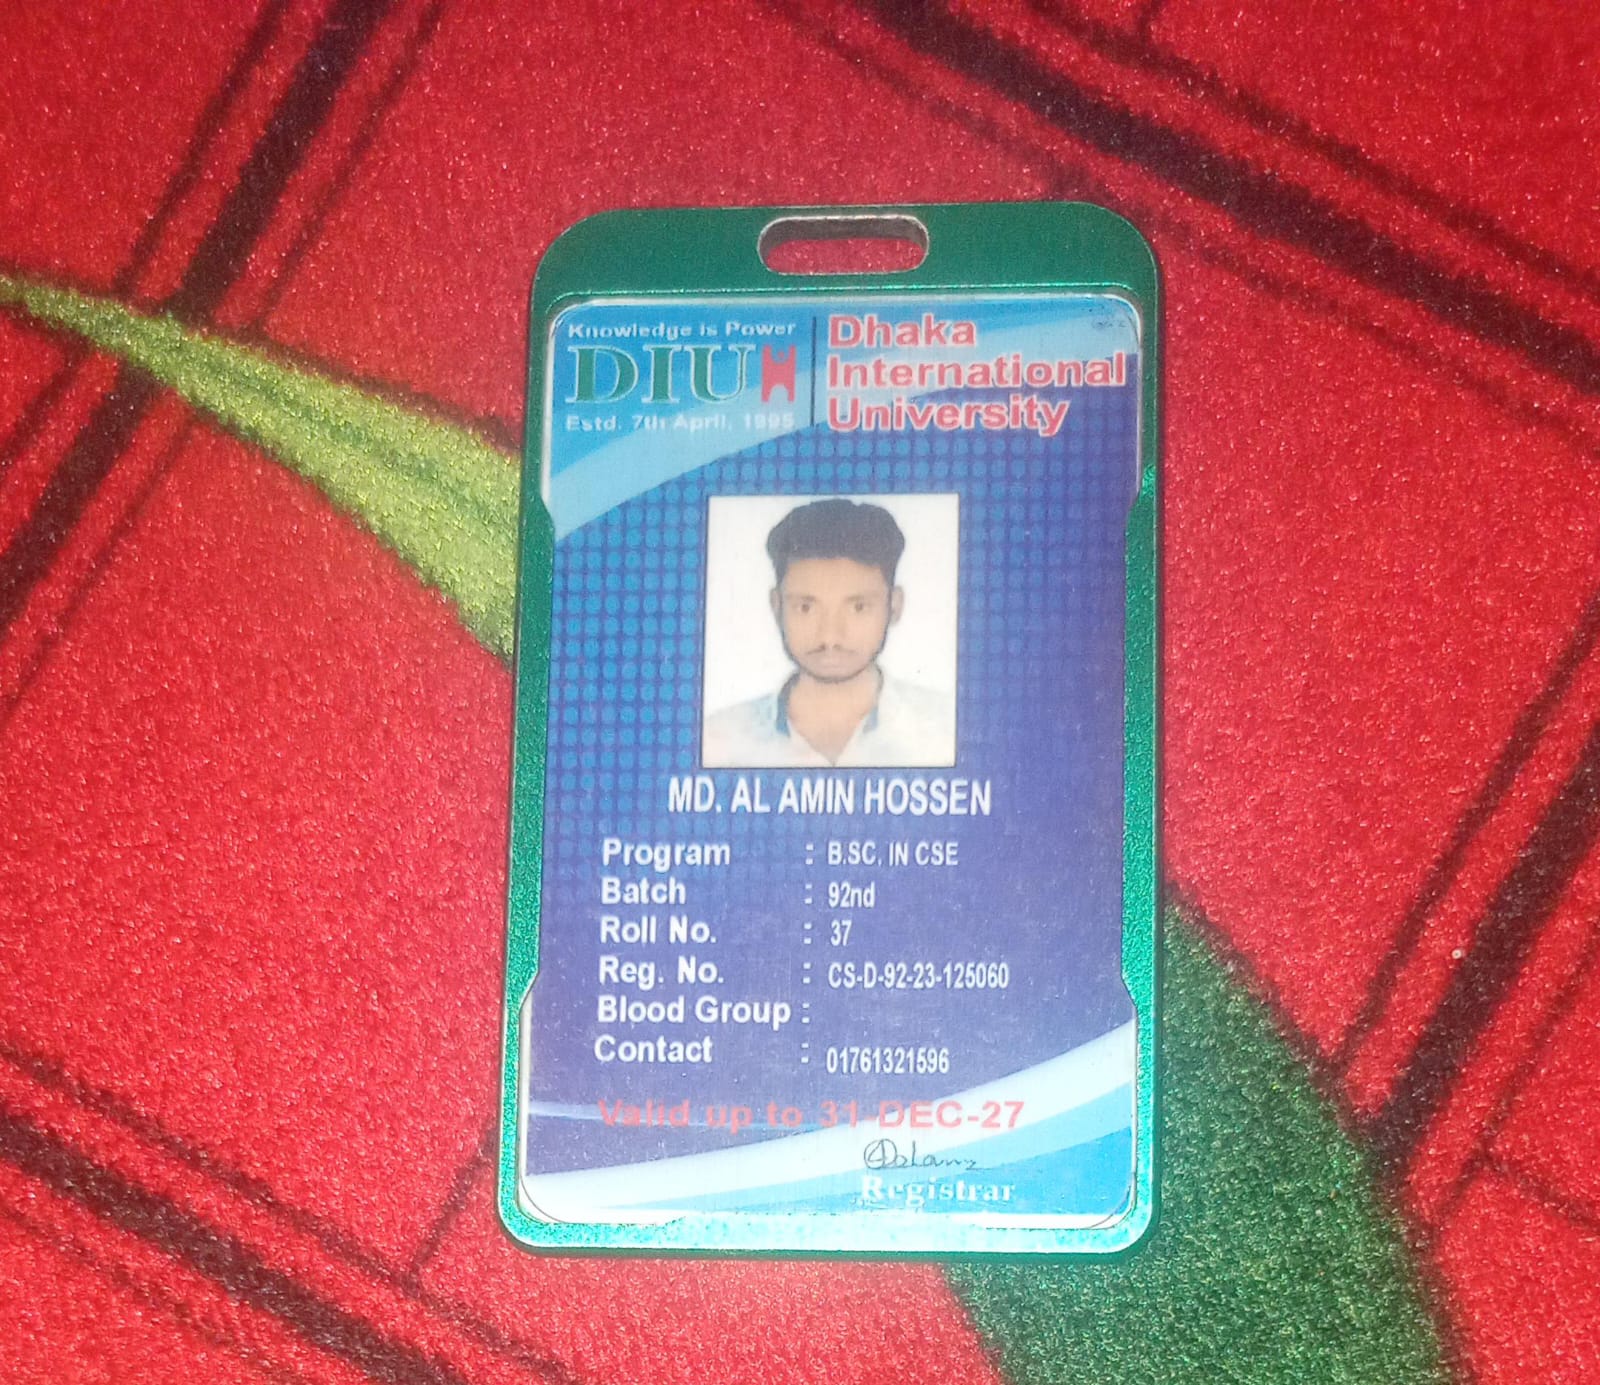 Knowledge is Power
DIU
Estd. 7th April, 1995
Dhaka
International
University
MD. AL AMIN HOSSEN
Program : B.SC. IN CSE
Batch : 92nd
Roll No. : 37
Reg. No. : CS-D-92-23-125060
Blood Group :
Contact : 01761321596
Valid up to 31-DEC-27
Registrar